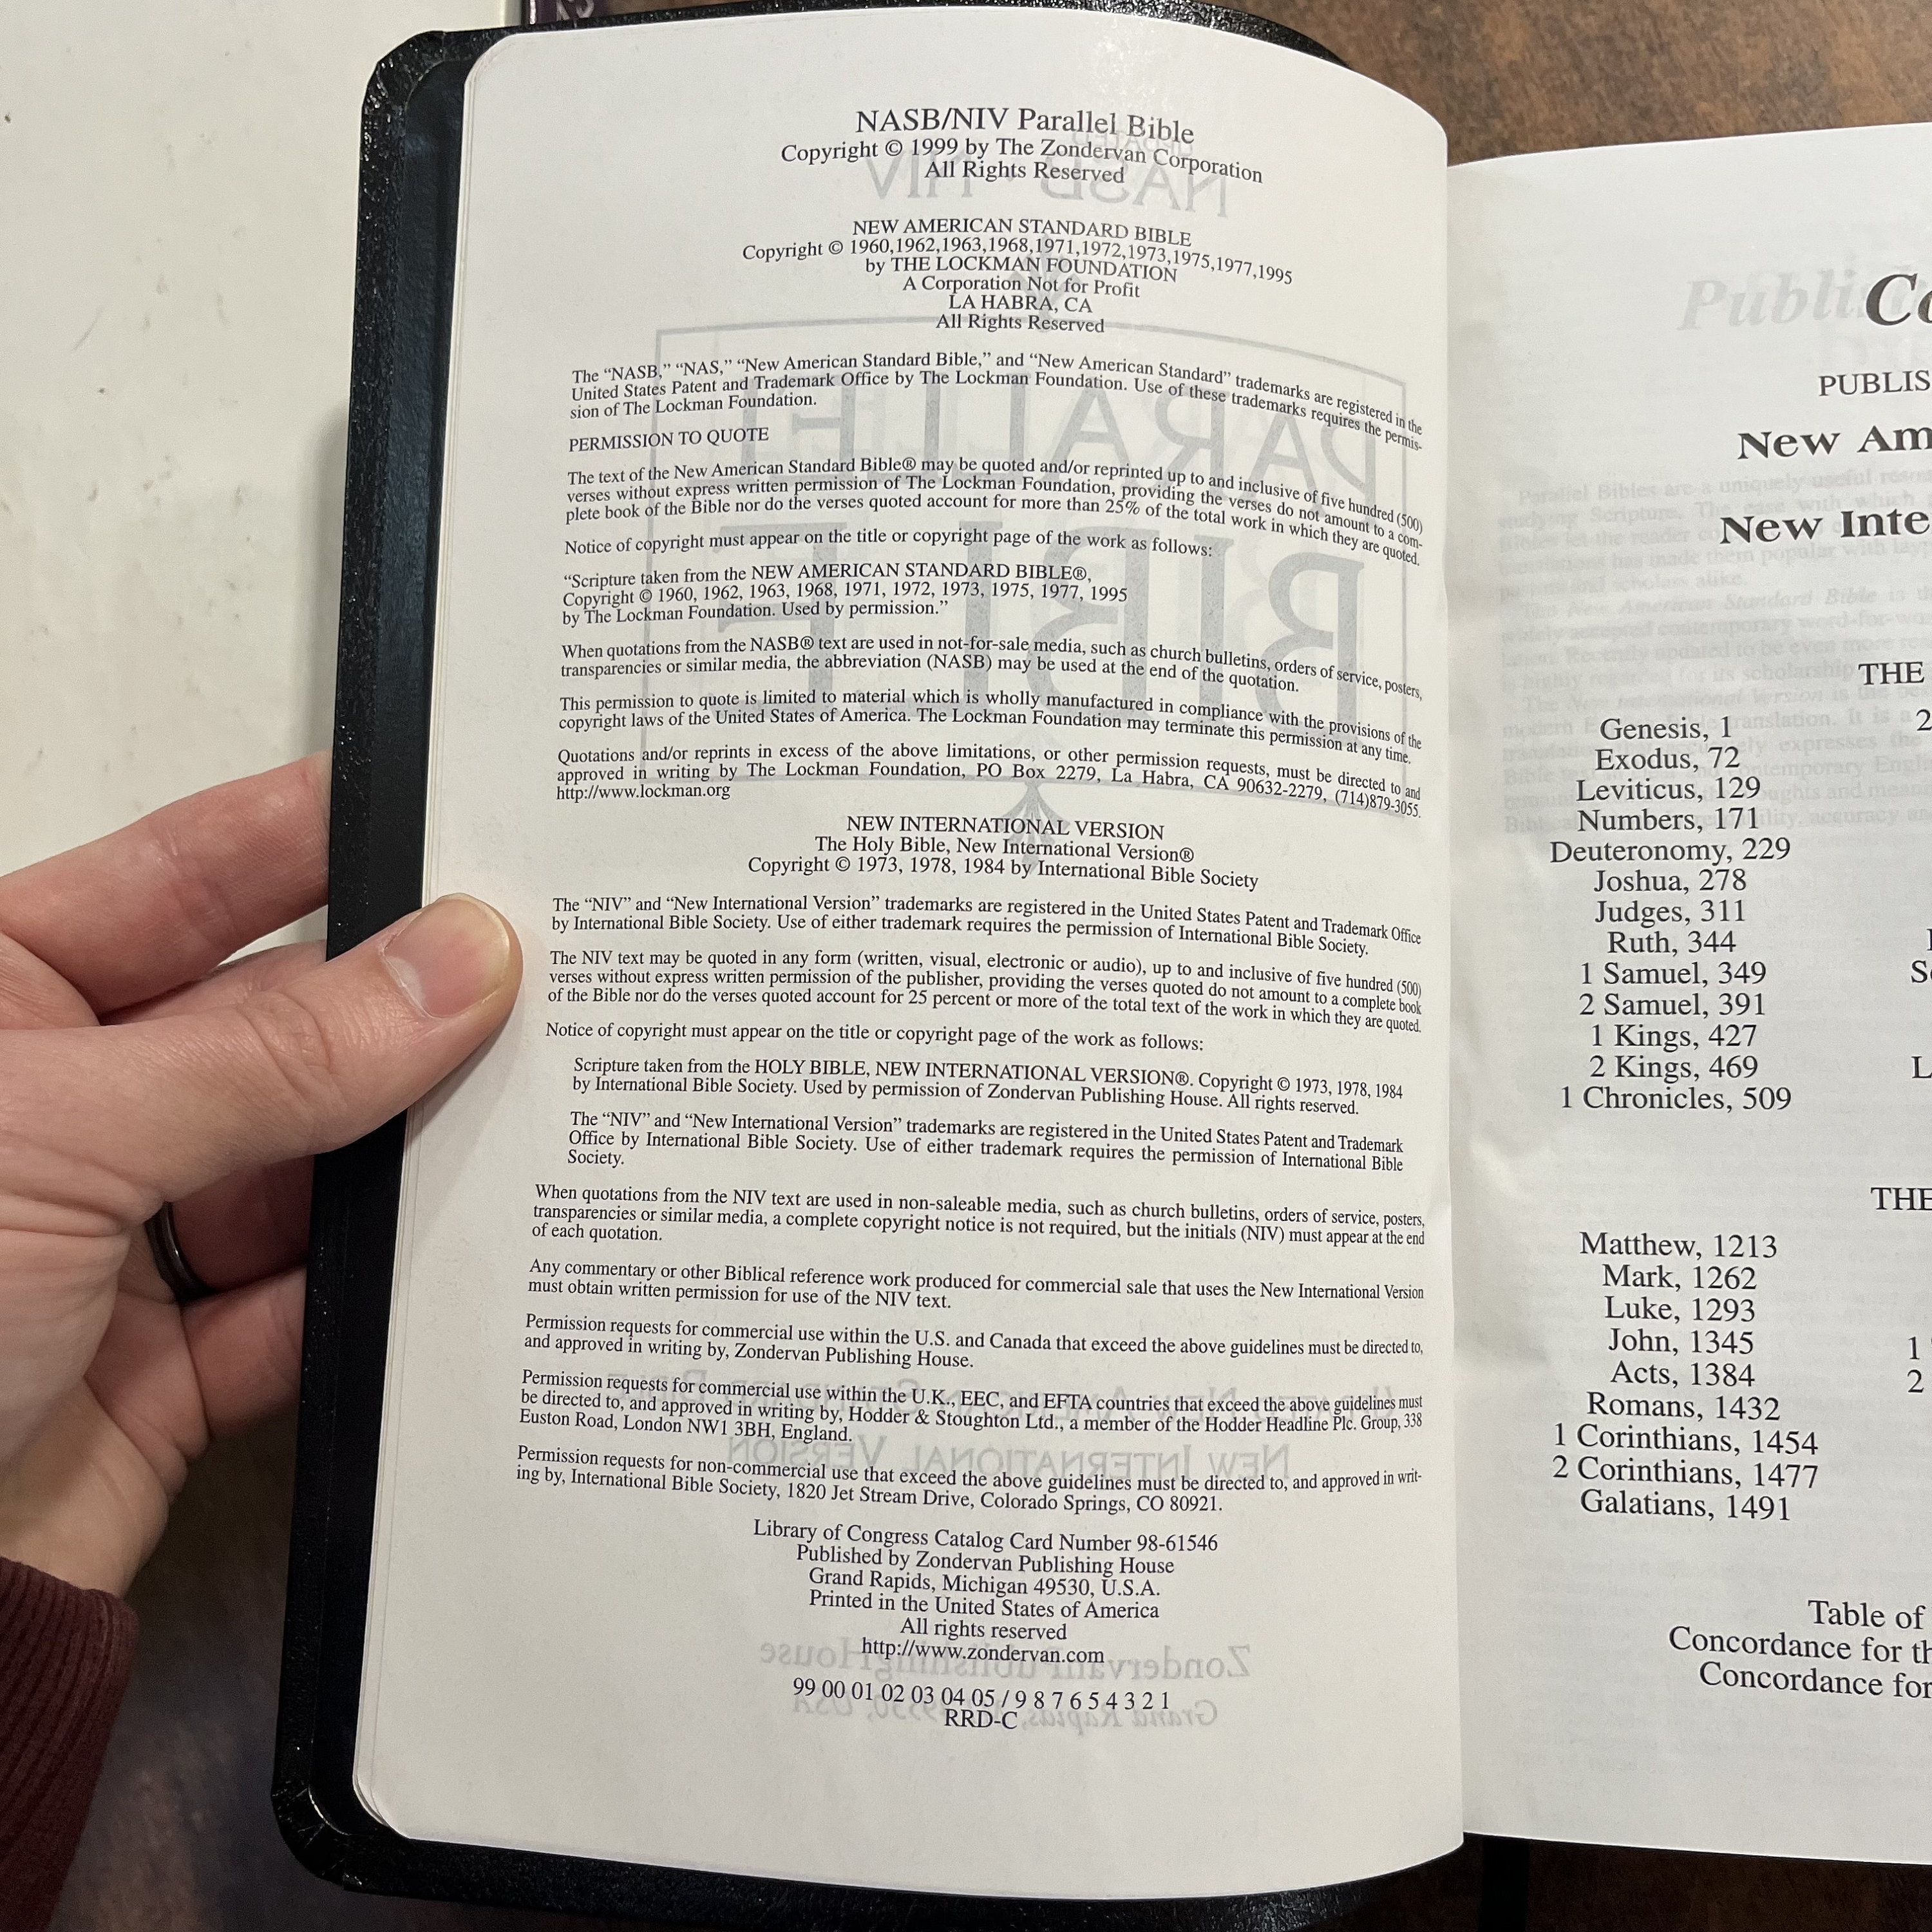 NASB/NIV Parallel Bible
Copyright © 1999 by The Zondervan Corporation
All Rights Reserved
NEW AMERICAN STANDARD BIBLE
Copyright © 1960,1962,1963,1968,1971,1972,1973,1975,1977,1995
by THE LOCKMAN FOUNDATION
A Corporation Not for Profit
LA HABRA, CA
All Rights Reserved
The “NASB,” “NAS,” “New American Standard Bible,” and “New American Standard” trademarks are registered in the
United States Patent and Trademark Office by The Lockman Foundation. Use of these trademarks requires the permis-
sion of The Lockman Foundation.
PERMISSION TO QUOTE
The text of the New American Standard Bible® may be quoted and/or reprinted up to and inclusive of five hundred (500)
verses without express written permission of The Lockman Foundation, providing the verses do not amount to a com-
plete book of the Bible nor do the verses quoted account for more than 25% of the total work in which they are quoted.
Notice of copyright must appear on the title or copyright page of the work as follows:
“Scripture taken from the NEW AMERICAN STANDARD BIBLE®,
Copyright © 1960, 1962, 1963, 1968, 1971, 1972, 1973, 1975, 1977, 1995
by The Lockman Foundation. Used by permission.”
When quotations from the NASB® text are used in not-for-sale media, such as church bulletins, orders of service, posters,
transparencies or similar media, the abbreviation (NASB) may be used at the end of the quotation.
This permission to quote is limited to material which is wholly manufactured in compliance with the provisions of the
copyright laws of the United States of America. The Lockman Foundation may terminate this permission at any time.
Quotations and/or reprints in excess of the above limitations, or other permission requests, must be directed to and
approved in writing by The Lockman Foundation, PO Box 2279, La Habra, CA 90632-2279, (714)879-3055.
http://www.lockman.org
NEW INTERNATIONAL VERSION
The Holy Bible, New International Version®
Copyright © 1973, 1978, 1984 by International Bible Society
The “NIV” and “New International Version” trademarks are registered in the United States Patent and Trademark Office
by International Bible Society. Use of either trademark requires the permission of International Bible Society.
The NIV text may be quoted in any form (written, visual, electronic or audio), up to and inclusive of five hundred (500)
verses without express written permission of the publisher, providing the verses quoted do not amount to a complete book
of the Bible nor do the verses quoted account for 25 percent or more of the total text of the work in which they are quoted.
Notice of copyright must appear on the title or copyright page of the work as follows:
Scripture taken from the HOLY BIBLE, NEW INTERNATIONAL VERSION®. Copyright © 1973, 1978, 1984
by International Bible Society. Used by permission of Zondervan Publishing House. All rights reserved.
The “NIV” and “New International Version” trademarks are registered in the United States Patent and Trademark
Office by International Bible Society. Use of either trademark requires the permission of International Bible
Society.
When quotations from the NIV text are used in non-saleable media, such as church bulletins, orders of service, posters,
transparencies or similar media, a complete copyright notice is not required, but the initials (NIV) must appear at the end
of each quotation.
Any commentary or other Biblical reference work produced for commercial sale that uses the New International Version
must obtain written permission for use of the NIV text.
Permission requests for commercial use within the U.S. and Canada that exceed the above guidelines must be directed to,
and approved in writing by, Zondervan Publishing House.
Permission requests for commercial use within the U.K., EEC, and EFTA countries that exceed the above guidelines must
be directed to, and approved in writing by, Hodder & Stoughton Ltd., a member of the Hodder Headline Plc. Group, 338
Euston Road, London NW1 3BH, England.
Permission requests for non-commercial use that exceed the above guidelines must be directed to, and approved in writ-
ing by, International Bible Society, 1820 Jet Stream Drive, Colorado Springs, CO 80921.
Library of Congress Catalog Card Number 98-61546
Published by Zondervan Publishing House
Grand Rapids, Michigan 49530, U.S.A.
Printed in the United States of America
All rights reserved
http://www.zondervan.com
99 00 01 02 03 04 05 / 9 8 7 6 5 4 3 2 1
RRD-C
Co
PUBLIS
New Am
New Inte
THE
Genesis, 1
Exodus, 72
Leviticus, 129
Numbers, 171
Deuteronomy, 229
Joshua, 278
Judges, 311
Ruth, 344
1 Samuel, 349
2 Samuel, 391
1 Kings, 427
2 Kings, 469
1 Chronicles, 509
2
S
L
THE
Matthew, 1213
Mark, 1262
Luke, 1293
John, 1345
Acts, 1384
Romans, 1432
1 Corinthians, 1454
2 Corinthians, 1477
Galatians, 1491
1
2
Table of
Concordance for th
Concordance for